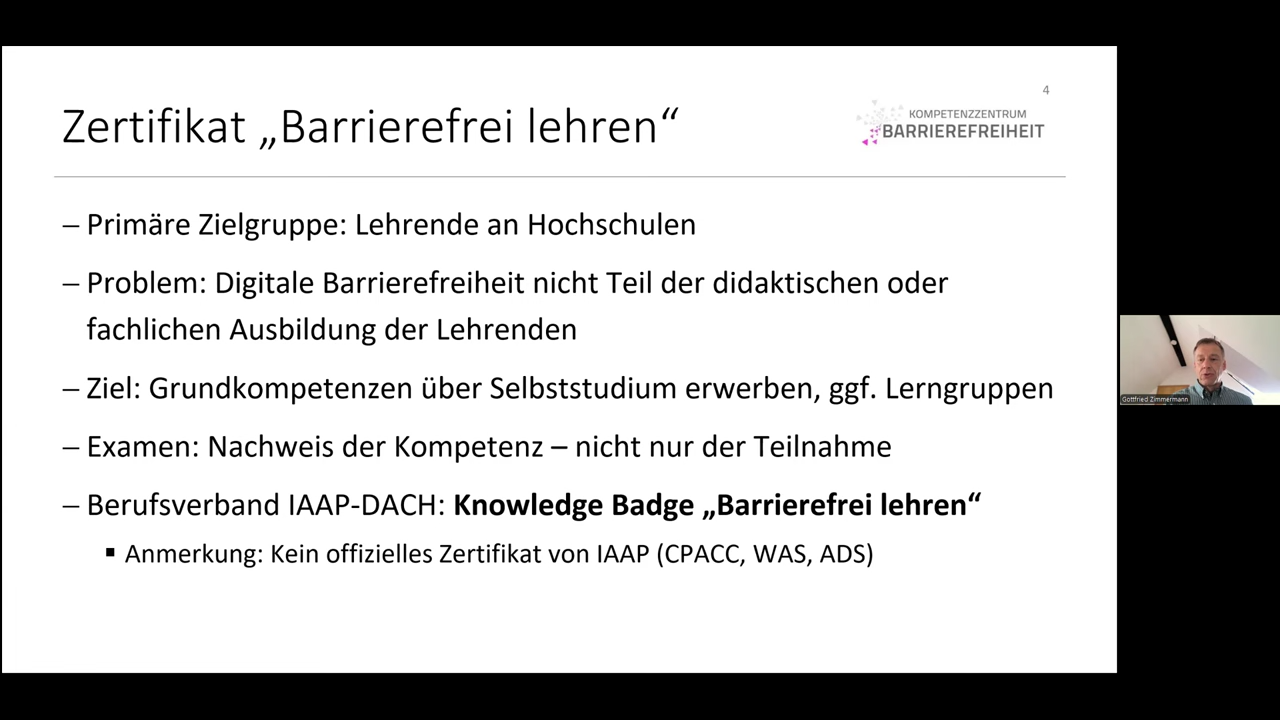 4
Zertifikat „Barrierefrei lehren“
KOMPETENZZENTRUM
BARRIEREFREIHEIT
– Primäre Zielgruppe: Lehrende an Hochschulen
– Problem: Digitale Barrierefreiheit nicht Teil der didaktischen oder
fachlichen Ausbildung der Lehrenden
– Ziel: Grundkompetenzen über Selbststudium erwerben, ggf. Lerngruppen
– Examen: Nachweis der Kompetenz – nicht nur der Teilnahme
– Berufsverband IAAP-DACH: Knowledge Badge „Barrierefrei lehren“
▪ Anmerkung: Kein offizielles Zertifikat von IAAP (CPACC, WAS, ADS)
Gottfried Zimmermann